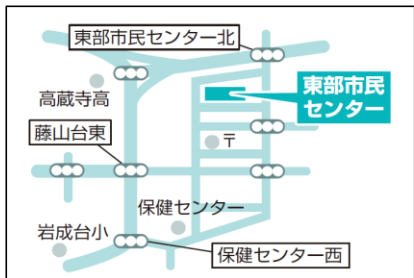 東部市民センター北
高蔵寺高
東部市民
センター
藤山台東
〒
保健センター
岩成台小
保健センター西